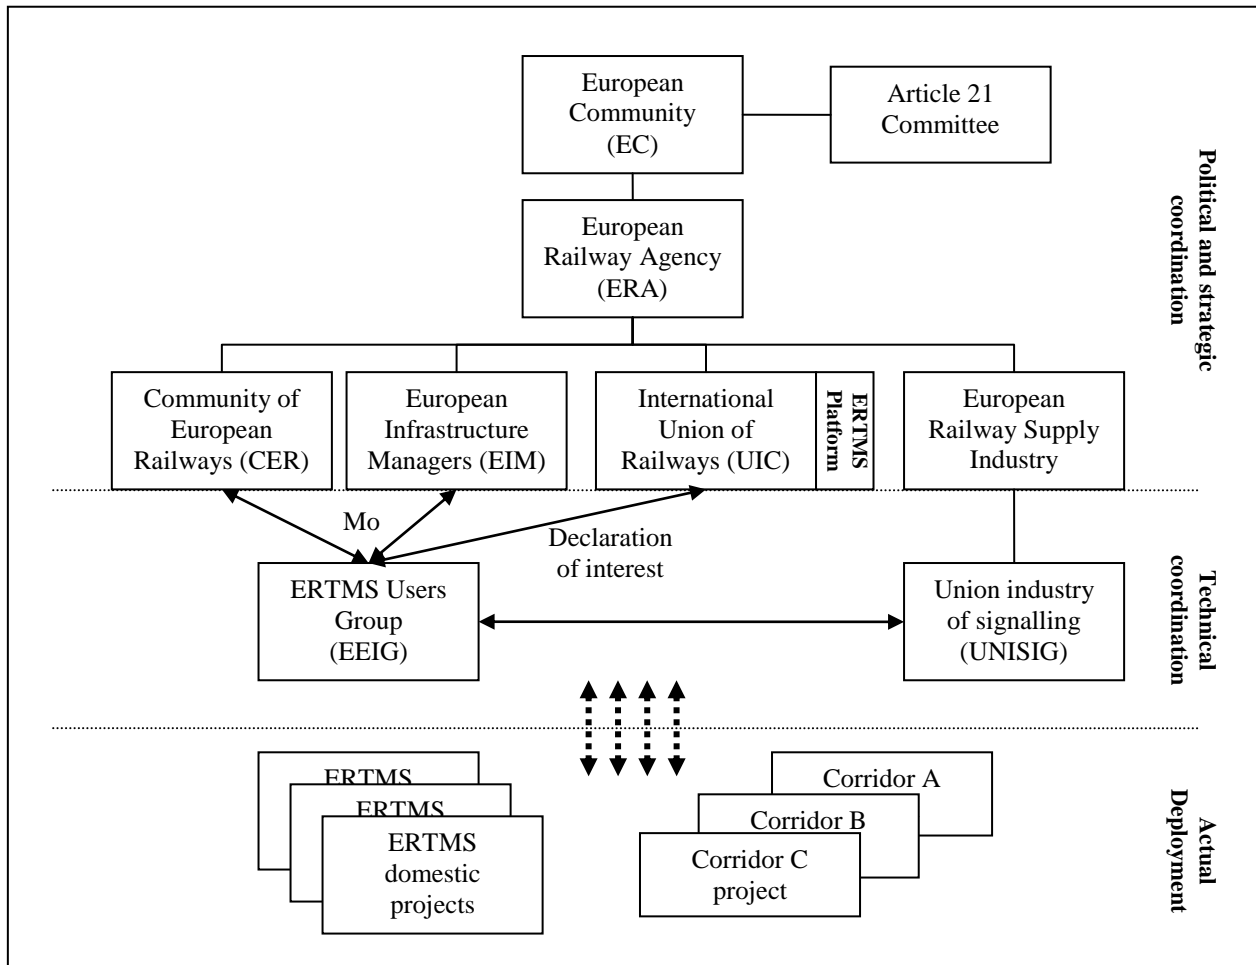 European
Community
(EC)
Article 21
Committee
European
Railway Agency
(ERA)
Political and strategic
coordination
Community of
European
Railways (CER)
European
Infrastructure
Managers (EIM)
International
Union of
Railways (UIC)
ERTMS
Platform
European
Railway Supply
Industry
Mo
Declaration
of interest
ERTMS Users
Group
(EEIG)
Union industry
of signalling
(UNISIG)
Technical
coordination
ERTMS
ERTMS
ERTMS
domestic
projects
Corridor A
Corridor B
Corridor C
project
Actual
Deployment